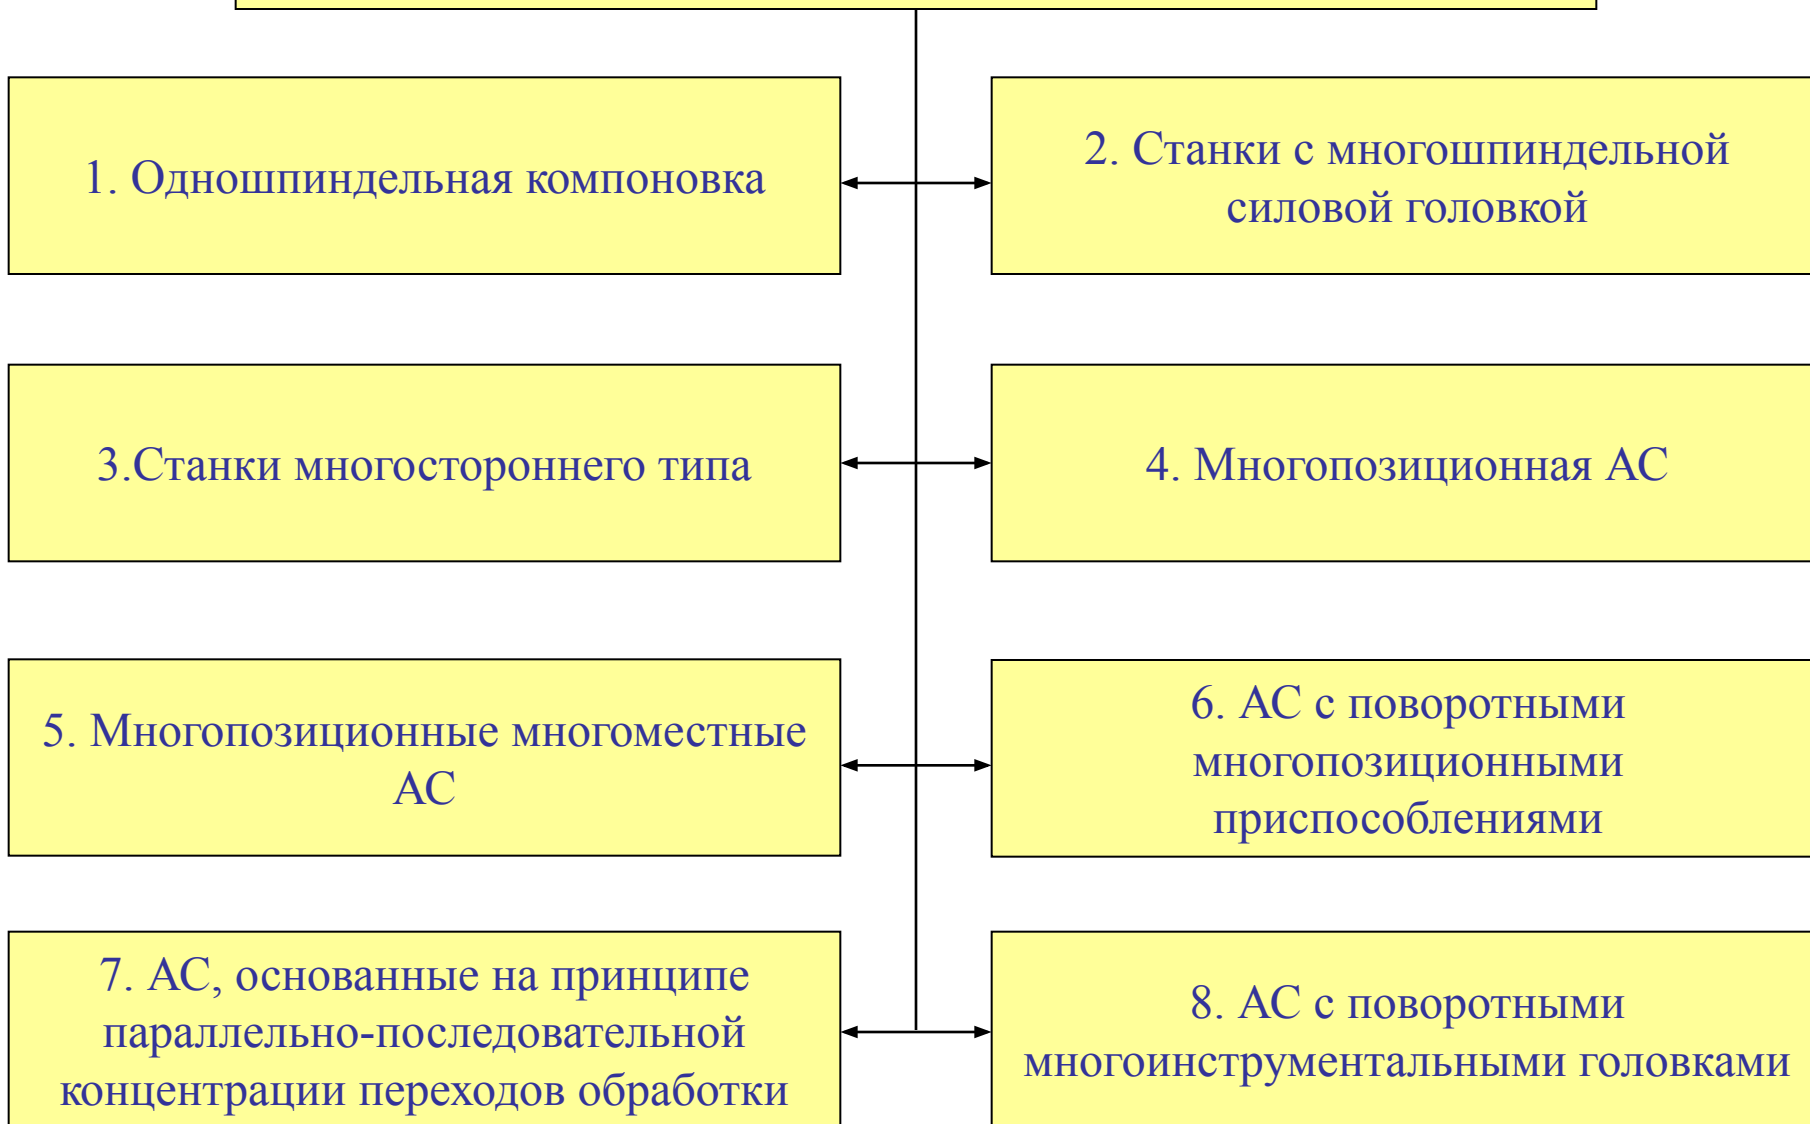 1. Одношпиндельная компоновка
2. Станки с многошпиндельной
силовой головкой
3.Станки многостороннего типа
4. Многопозиционная АС
5. Многопозиционные многоместные
АС
6. АС с поворотными
многопозиционными
приспособлениями
7. АС, основанные на принципе
параллельно-последовательной
концентрации переходов обработки
8. АС с поворотными
многоинструментальными головками